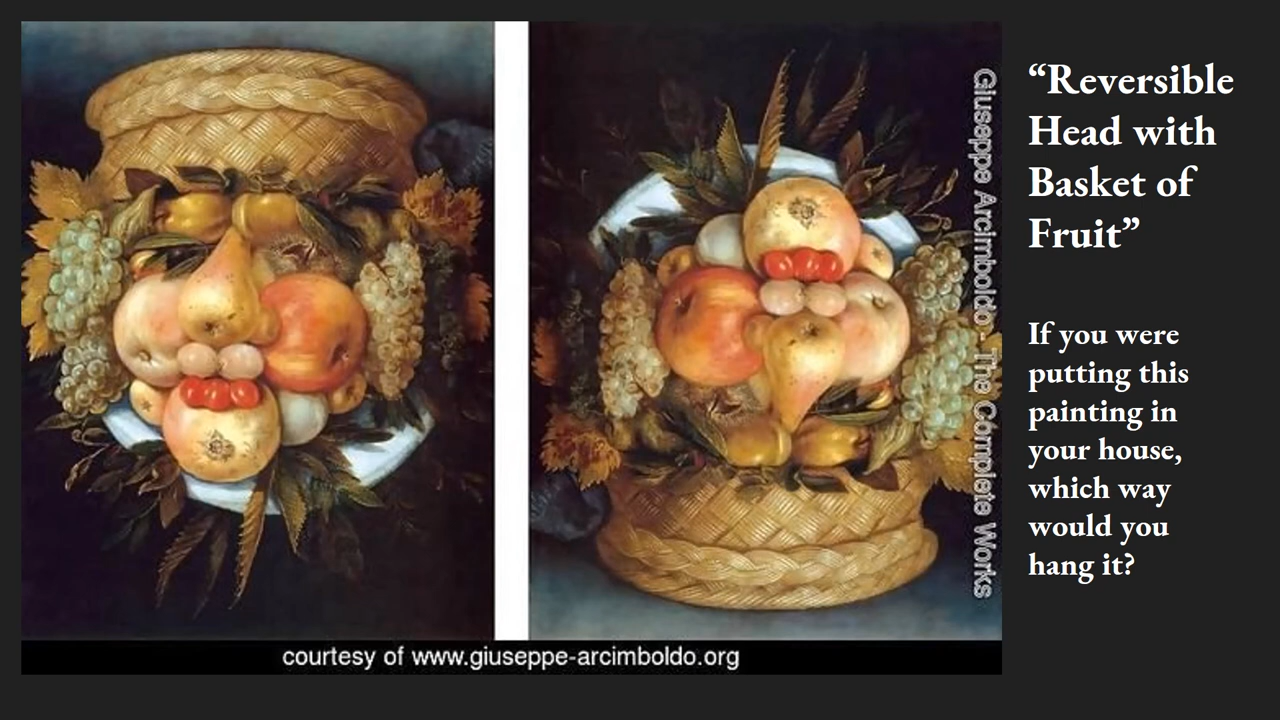 “Reversible
Head with
Basket of
Fruit”
If you were
putting this
painting in
your house,
which way
would you
hang it?
Giuseppe Arcimboldo - The Complete Works
courtesy of www.giuseppe-arcimboldo.org